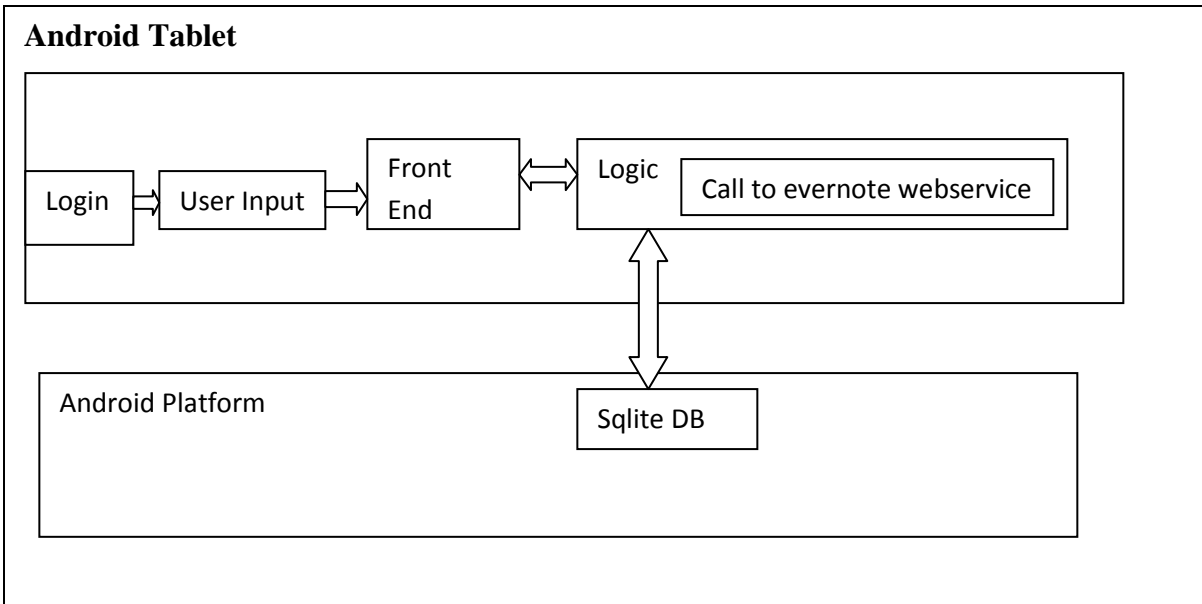 Android Tablet
Login
User Input
Front
End
Logic
Call to evernote webservice
Android Platform
Sqlite DB